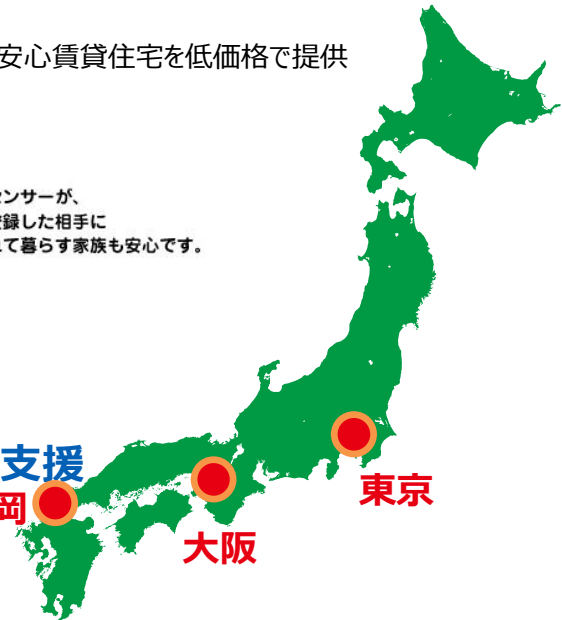 安心賃貸住宅を低価格で提供
ンサーが、
録した相手に
て暮らす家族も安心です。
支援
岡
大阪
東京